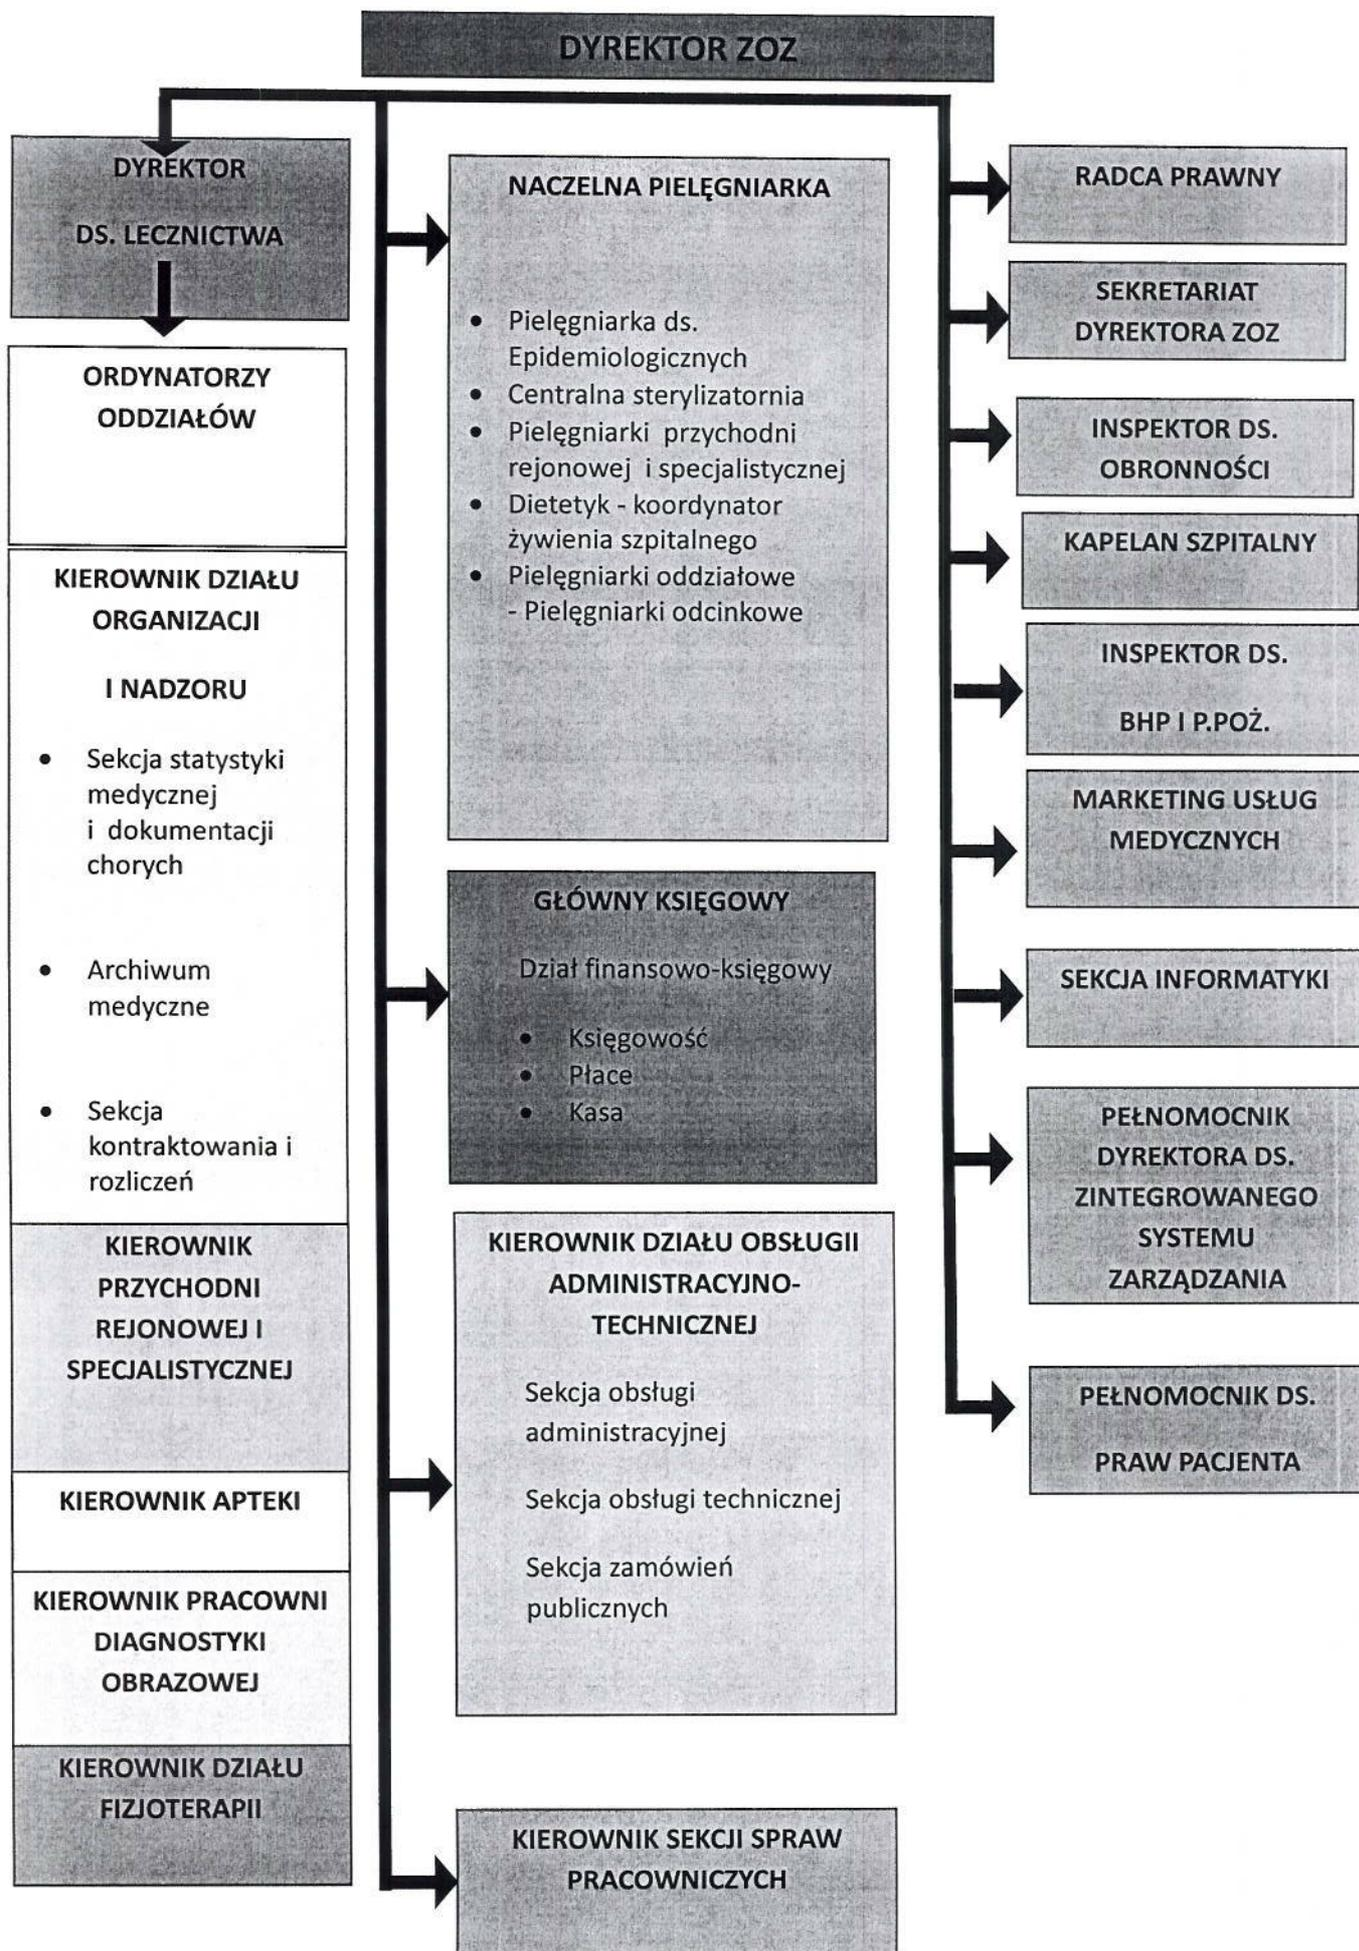 DYREKTOR ZOZ
DYREKTOR
DS. LECZNICTWA
ORDYNATORZY
ODDZIAŁÓW
KIEROWNIK DZIAŁU
ORGANIZACJI
I NADZORU
• Sekcja statystyki
medycznej
i dokumentacji
chorych
• Archiwum
medyczne
• Sekcja
kontraktowania i
rozliczeń
KIEROWNIK
PRZYCHODNI
REJONOWEJ I
SPECJALISTYCZNEJ
KIEROWNIK APTEKI
KIEROWNIK PRACOWNI
DIAGNOSTYKI
OBRAZOWEJ
KIEROWNIK DZIAŁU
FIZJOTERAPII
NACZELNA PIELĘGNIARKA
• Pielęgniarka ds.
Epidemiologicznych
• Centralna sterylizatornia
• Pielęgniarki przychodni
rejonowej i specjalistycznej
• Dietetyk - koordynator
żywienia szpitalnego
• Pielęgniarki oddziałowe
- Pielęgniarki odcinkowe
GŁÓWNY KSIĘGOWY
Dział finansowo-księgowy
• Księgowość
• Płace
• Kasa
KIEROWNIK DZIAŁU OBSŁUGII
ADMINISTRACYJNO-
TECHNICZNEJ
Sekcja obsługi
administracyjnej
Sekcja obsługi technicznej
Sekcja zamówień
publicznych
KIEROWNIK SEKCJI SPRAW
PRACOWNICZYCH
RADCA PRAWNY
SEKRETARIAT
DYREKTORA ZOZ
INSPEKTOR DS.
OBRONNOŚCI
KAPELAN SZPITALNY
INSPEKTOR DS.
BHP I P.POŻ.
MARKETING USŁUG
MEDYCZNYCH
SEKCJA INFORMATYKI
PEŁNOMOCNIK
DYREKTORA DS.
ZINTEGROWANEGO
SYSTEMU
ZARZĄDZANIA
PEŁNOMOCNIK DS.
PRAW PACJENTA